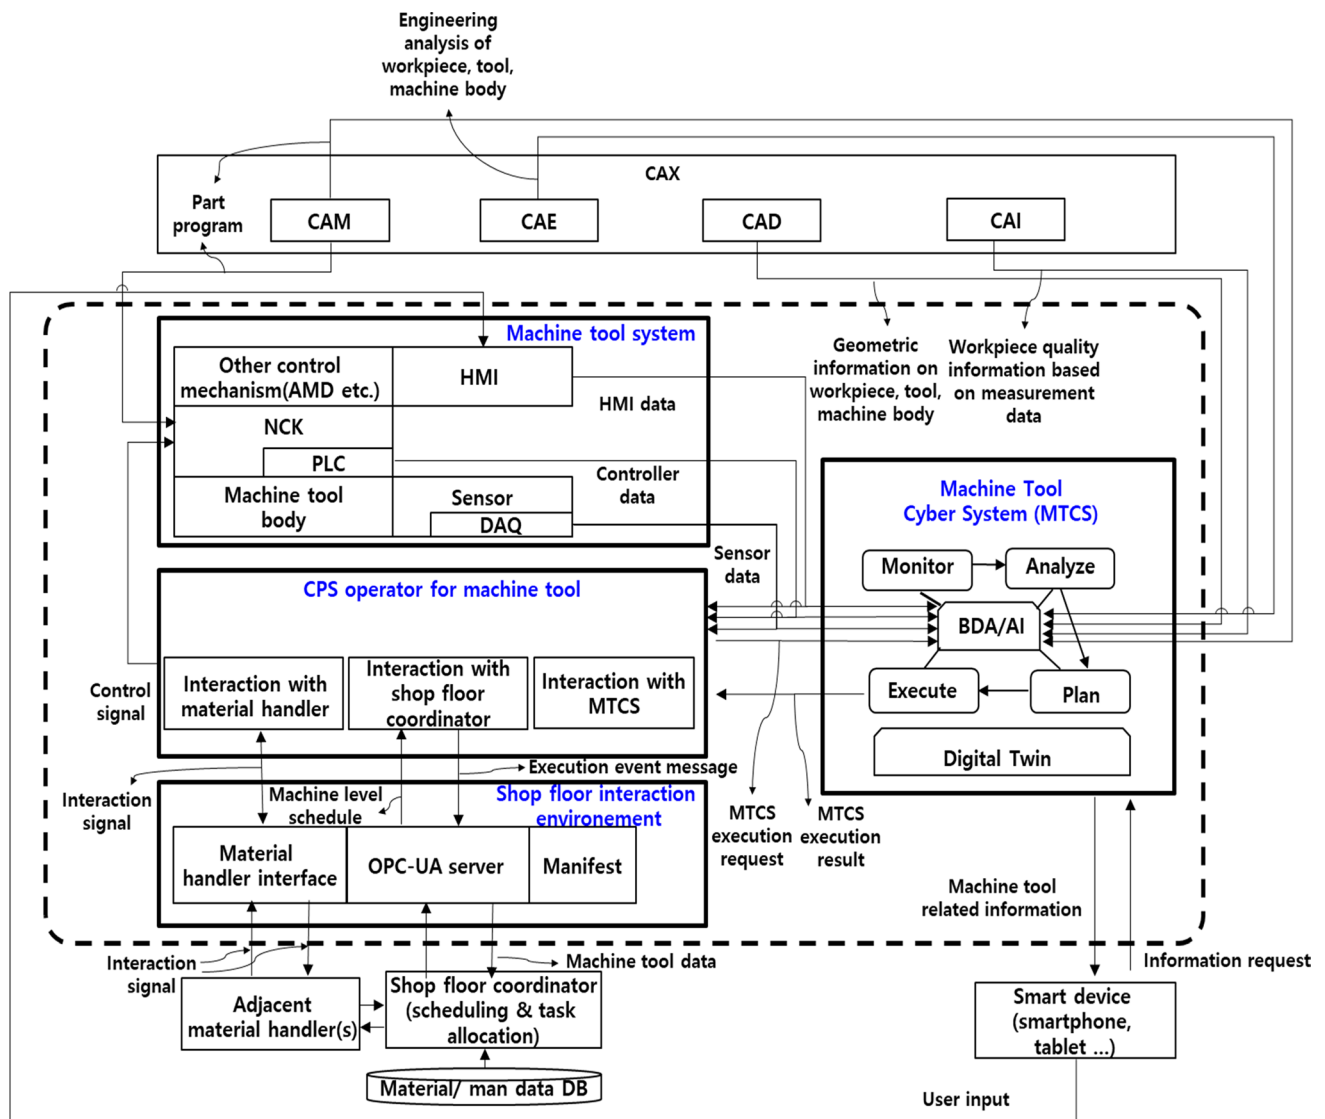 Engineering
analysis of
workpiece, tool,
machine body
CAX
Part
program
CAM
CAE
CAD
CAI
Machine tool system
Other control
mechanism(AMD etc.)
HMI
HMI data
NCK
PLC
Controller
data
Machine tool
body
Sensor
DAQ
Sensor
data
Geometric
information on
workpiece, tool,
machine body
Workpiece quality
information based
on measurement
data
Machine Tool
Cyber System (MTCS)
Monitor
Analyze
BDA/AI
Execute
Plan
Digital Twin
CPS operator for machine tool
Interaction with
material handler
Interaction with
shop floor
coordinator
Interaction with
MTCS
Control
signal
Interaction
signal
Machine level
schedule
Execution event message
Shop floor interaction
environement
MTCS
execution
request
MTCS
execution
result
Material
handler interface
OPC-UA server
Manifest
Machine tool
related information
Information request
Interaction
signal
Machine tool data
Adjacent
material handler(s)
Shop floor coordinator
(scheduling & task
allocation)
Material/ man data DB
Smart device
(smartphone,
tablet ...)
User input